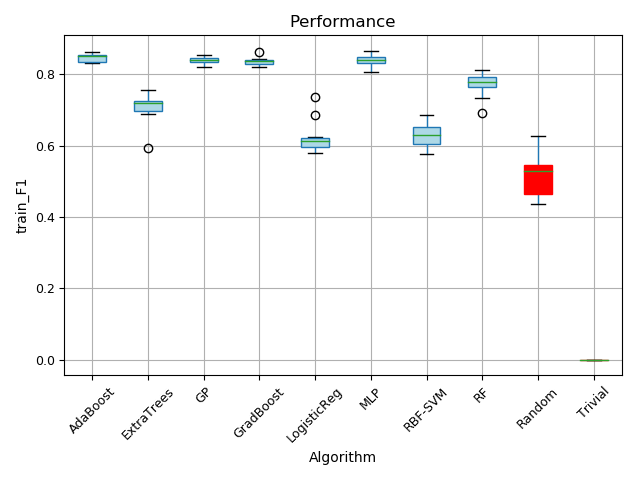 Performance
train_F1
0.8
0.6
0.4
0.2
0.0
AdaBoost
ExtraTrees
GP
GradBoost
LogisticReg
MLP
RBF-SVM
RF
Random
Trivial
Algorithm